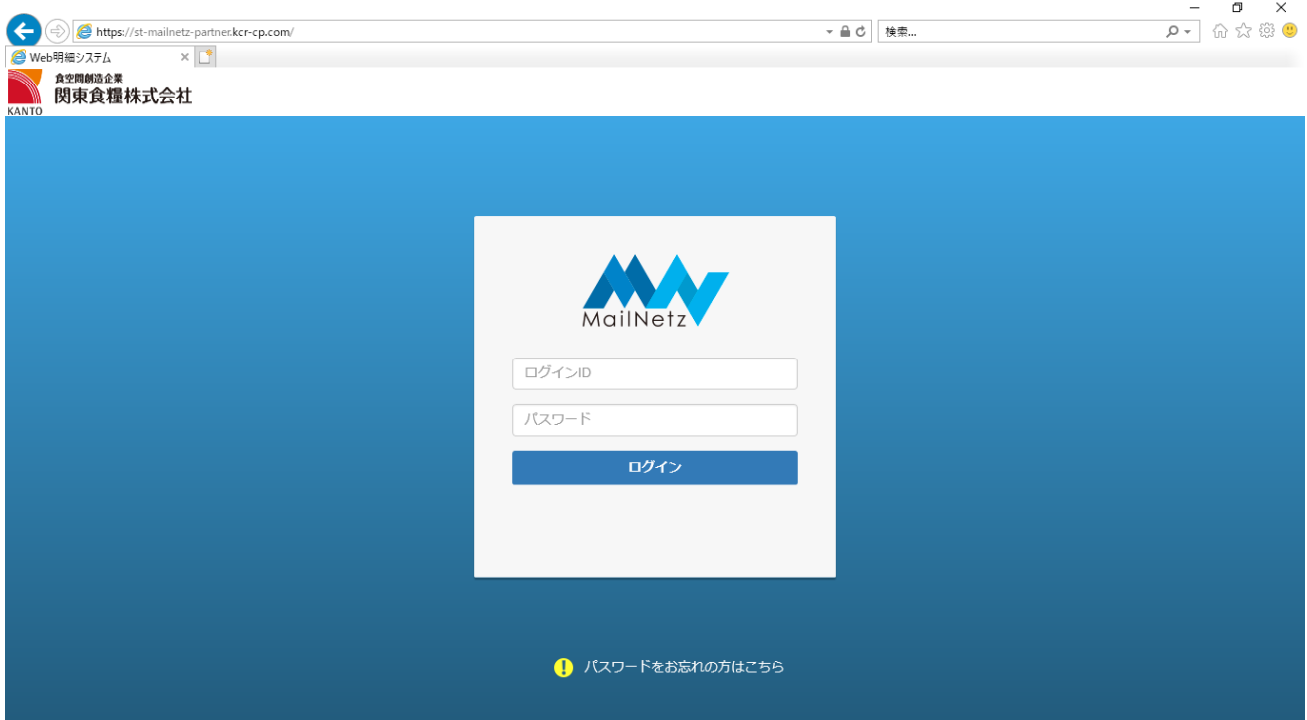 https://st-mailnetz-partner.kcr-cp.com/
検索...
Web明細システム
食空間創造企業
関東食糧株式会社
KANTO
MailNetz
ログインID
パスワード
ログイン
パスワードをお忘れの方はこちら